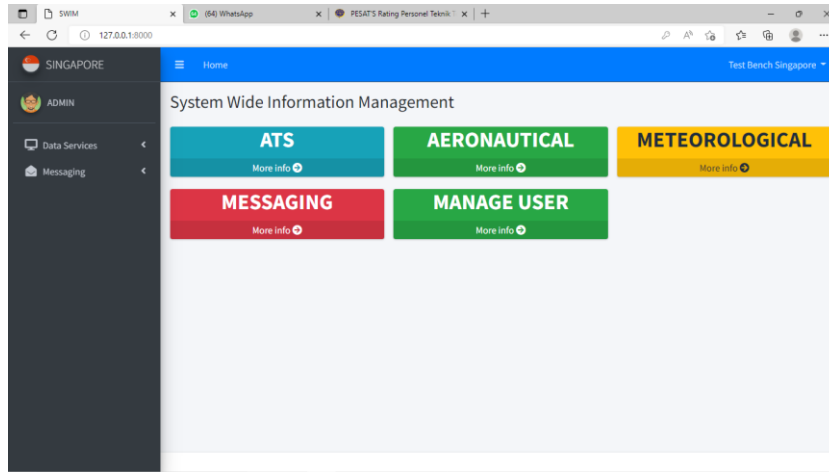 SWIM
(64) WhatsApp
PESAT'S Rating Personel Teknik
127.0.0.1:8000
SINGAPORE
Home
Test Bench Singapore
ADMIN
System Wide Information Management
Data Services
Messaging
ATS
More info
AERONAUTICAL
More info
METEOROLOGICAL
More info
MESSAGING
More info
MANAGE USER
More info